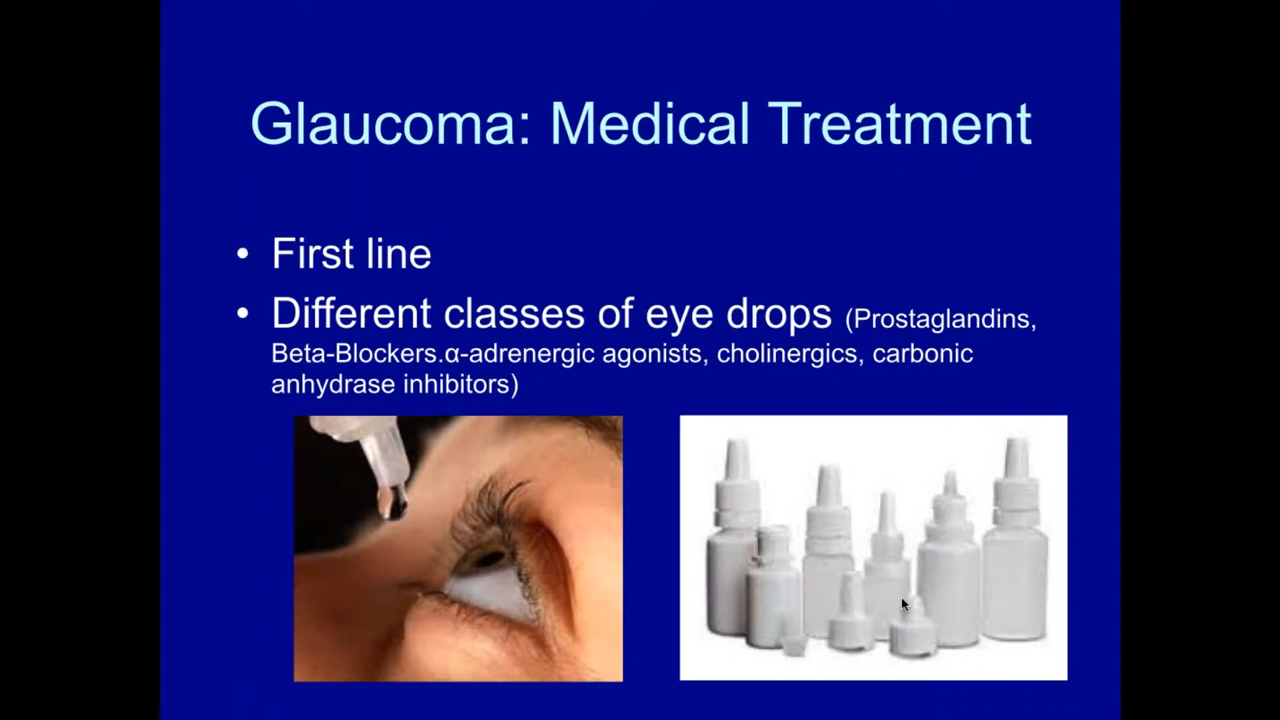 Glaucoma: Medical Treatment
• First line
• Different classes of eye drops (Prostaglandins,
Beta-Blockers.α-adrenergic agonists, cholinergics, carbonic
anhydrase inhibitors)